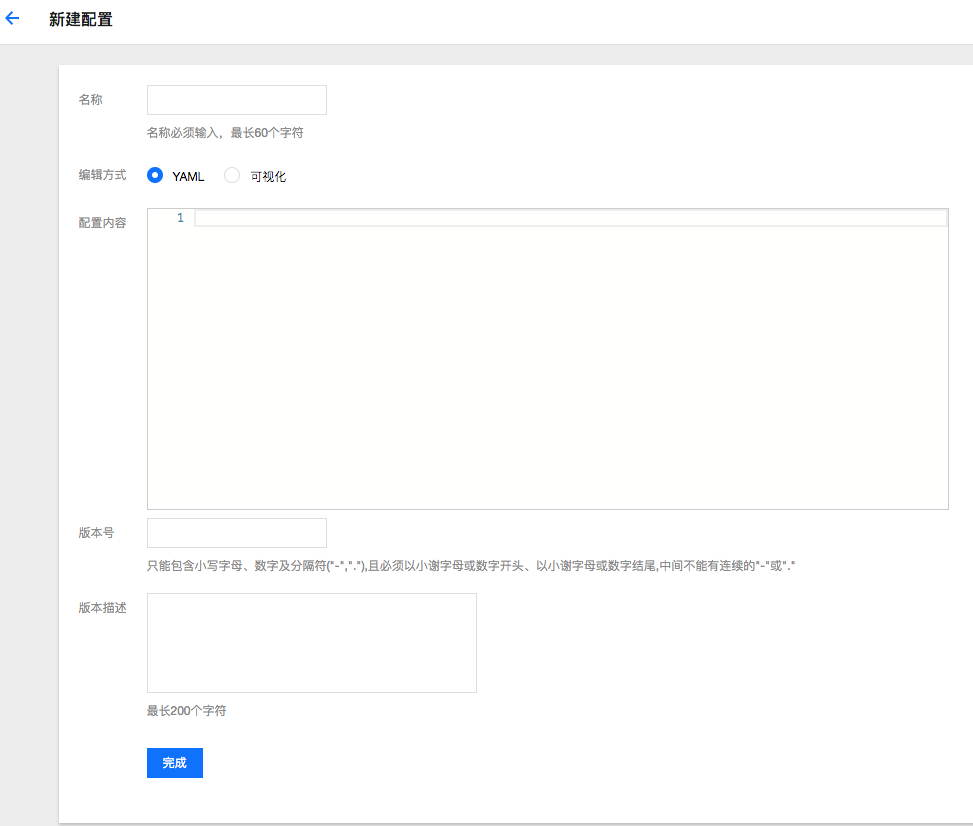 新建配置
名称
名称必须输入，最长60个字符
编辑方式 YAML 可视化
配置内容 1
版本号
只能包含小写字母、数字及分隔符("-","."),且必须以小谢字母或数字开头、以小谢字母或数字结尾,中间不能有连续的"-"或"."
版本描述
最长200个字符
完成